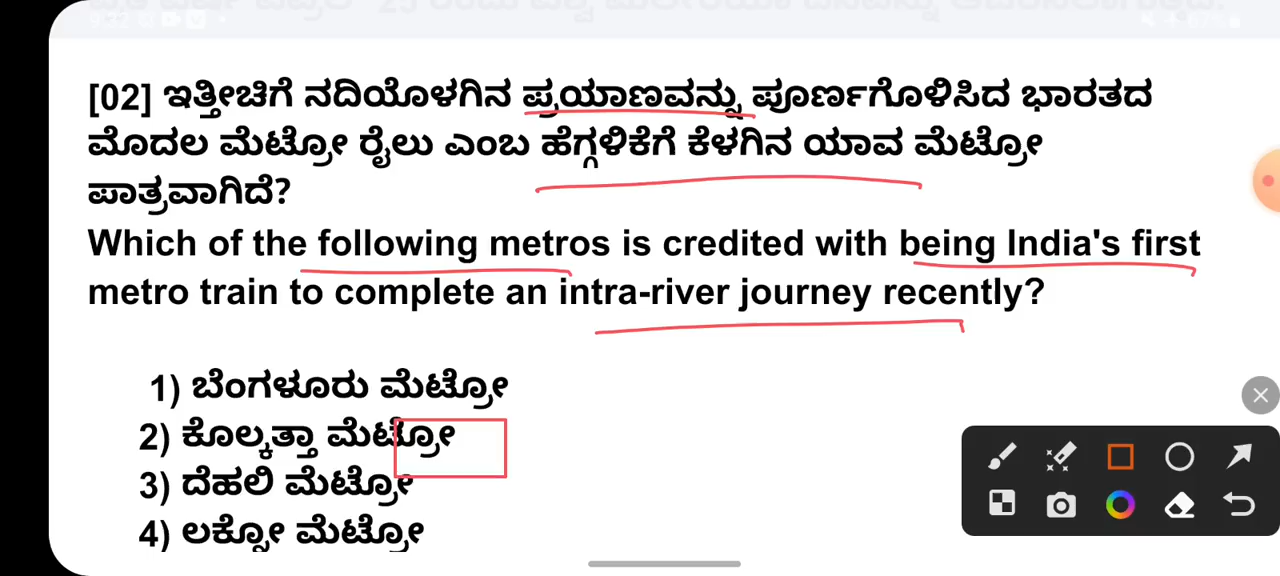 [02] ಇತ್ತೀಚಿಗೆ ನದಿಯೊಳಗಿನ ಪ್ರಯಾಣವನ್ನು ಪೂರ್ಣಗೊಳಿಸಿದ ಭಾರತದ
ಮೊದಲ ಮೆಟ್ರೋ ರೈಲು ಎಂಬ ಹೆಗ್ಗಳಿಕೆಗೆ ಕೆಳಗಿನ ಯಾವ ಮೆಟ್ರೋ
ಪಾತ್ರವಾಗಿದೆ?
Which of the following metros is credited with being India's first
metro train to complete an intra-river journey recently?
1) ಬೆಂಗಳೂರು ಮೆಟ್ರೋ
2) ಕೊಲ್ಕತ್ತಾ ಮೆಟ್ರೋ
3) ದೆಹಲಿ ಮೆಟ್ರೋ
4) ಲಕ್ನೋ ಮೆಟ್ರೋ